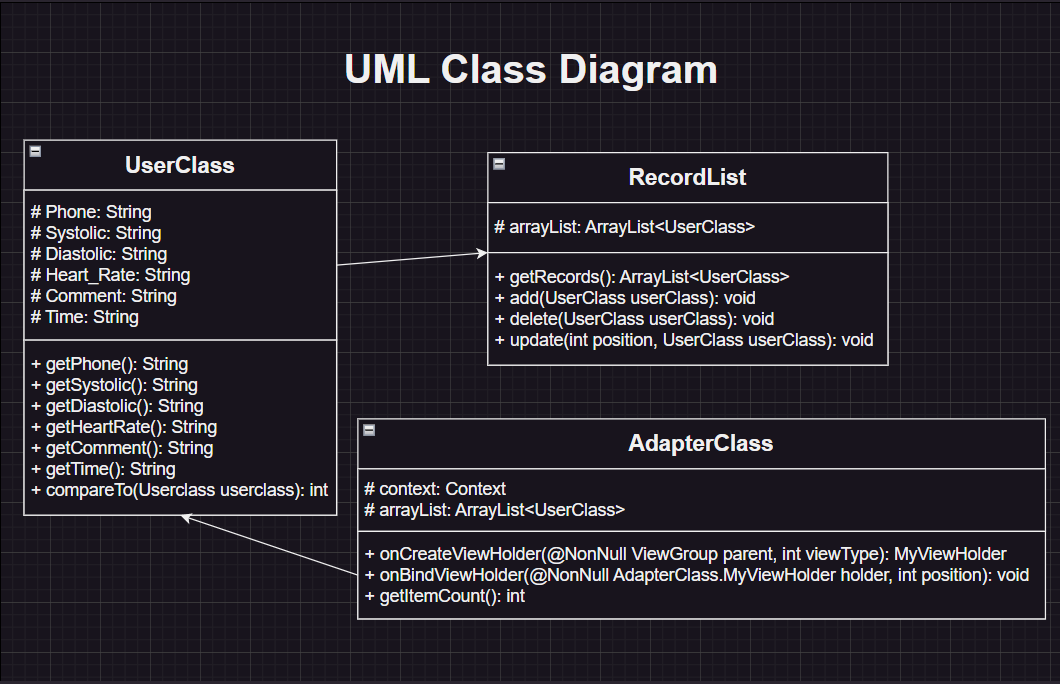 UML Class Diagram
UserClass
# Phone: String
# Systolic: String
# Diastolic: String
# Heart_Rate: String
# Comment: String
# Time: String
+ getPhone(): String
+ getSystolic(): String
+ getDiastolic(): String
+ getHeartRate(): String
+ getComment(): String
+ getTime(): String
+ compareTo(Userclass userclass): int
RecordList
# arrayList: ArrayList<UserClass>
+ getRecords(): ArrayList<UserClass>
+ add(UserClass userClass): void
+ delete(UserClass userClass): void
+ update(int position, UserClass userClass): void
AdapterClass
# context: Context
# arrayList: ArrayList<UserClass>
+ onCreateViewHolder(@NonNull ViewGroup parent, int viewType): MyViewHolder
+ onBindViewHolder(@NonNull AdapterClass.MyViewHolder holder, int position): void
+ getItemCount(): int